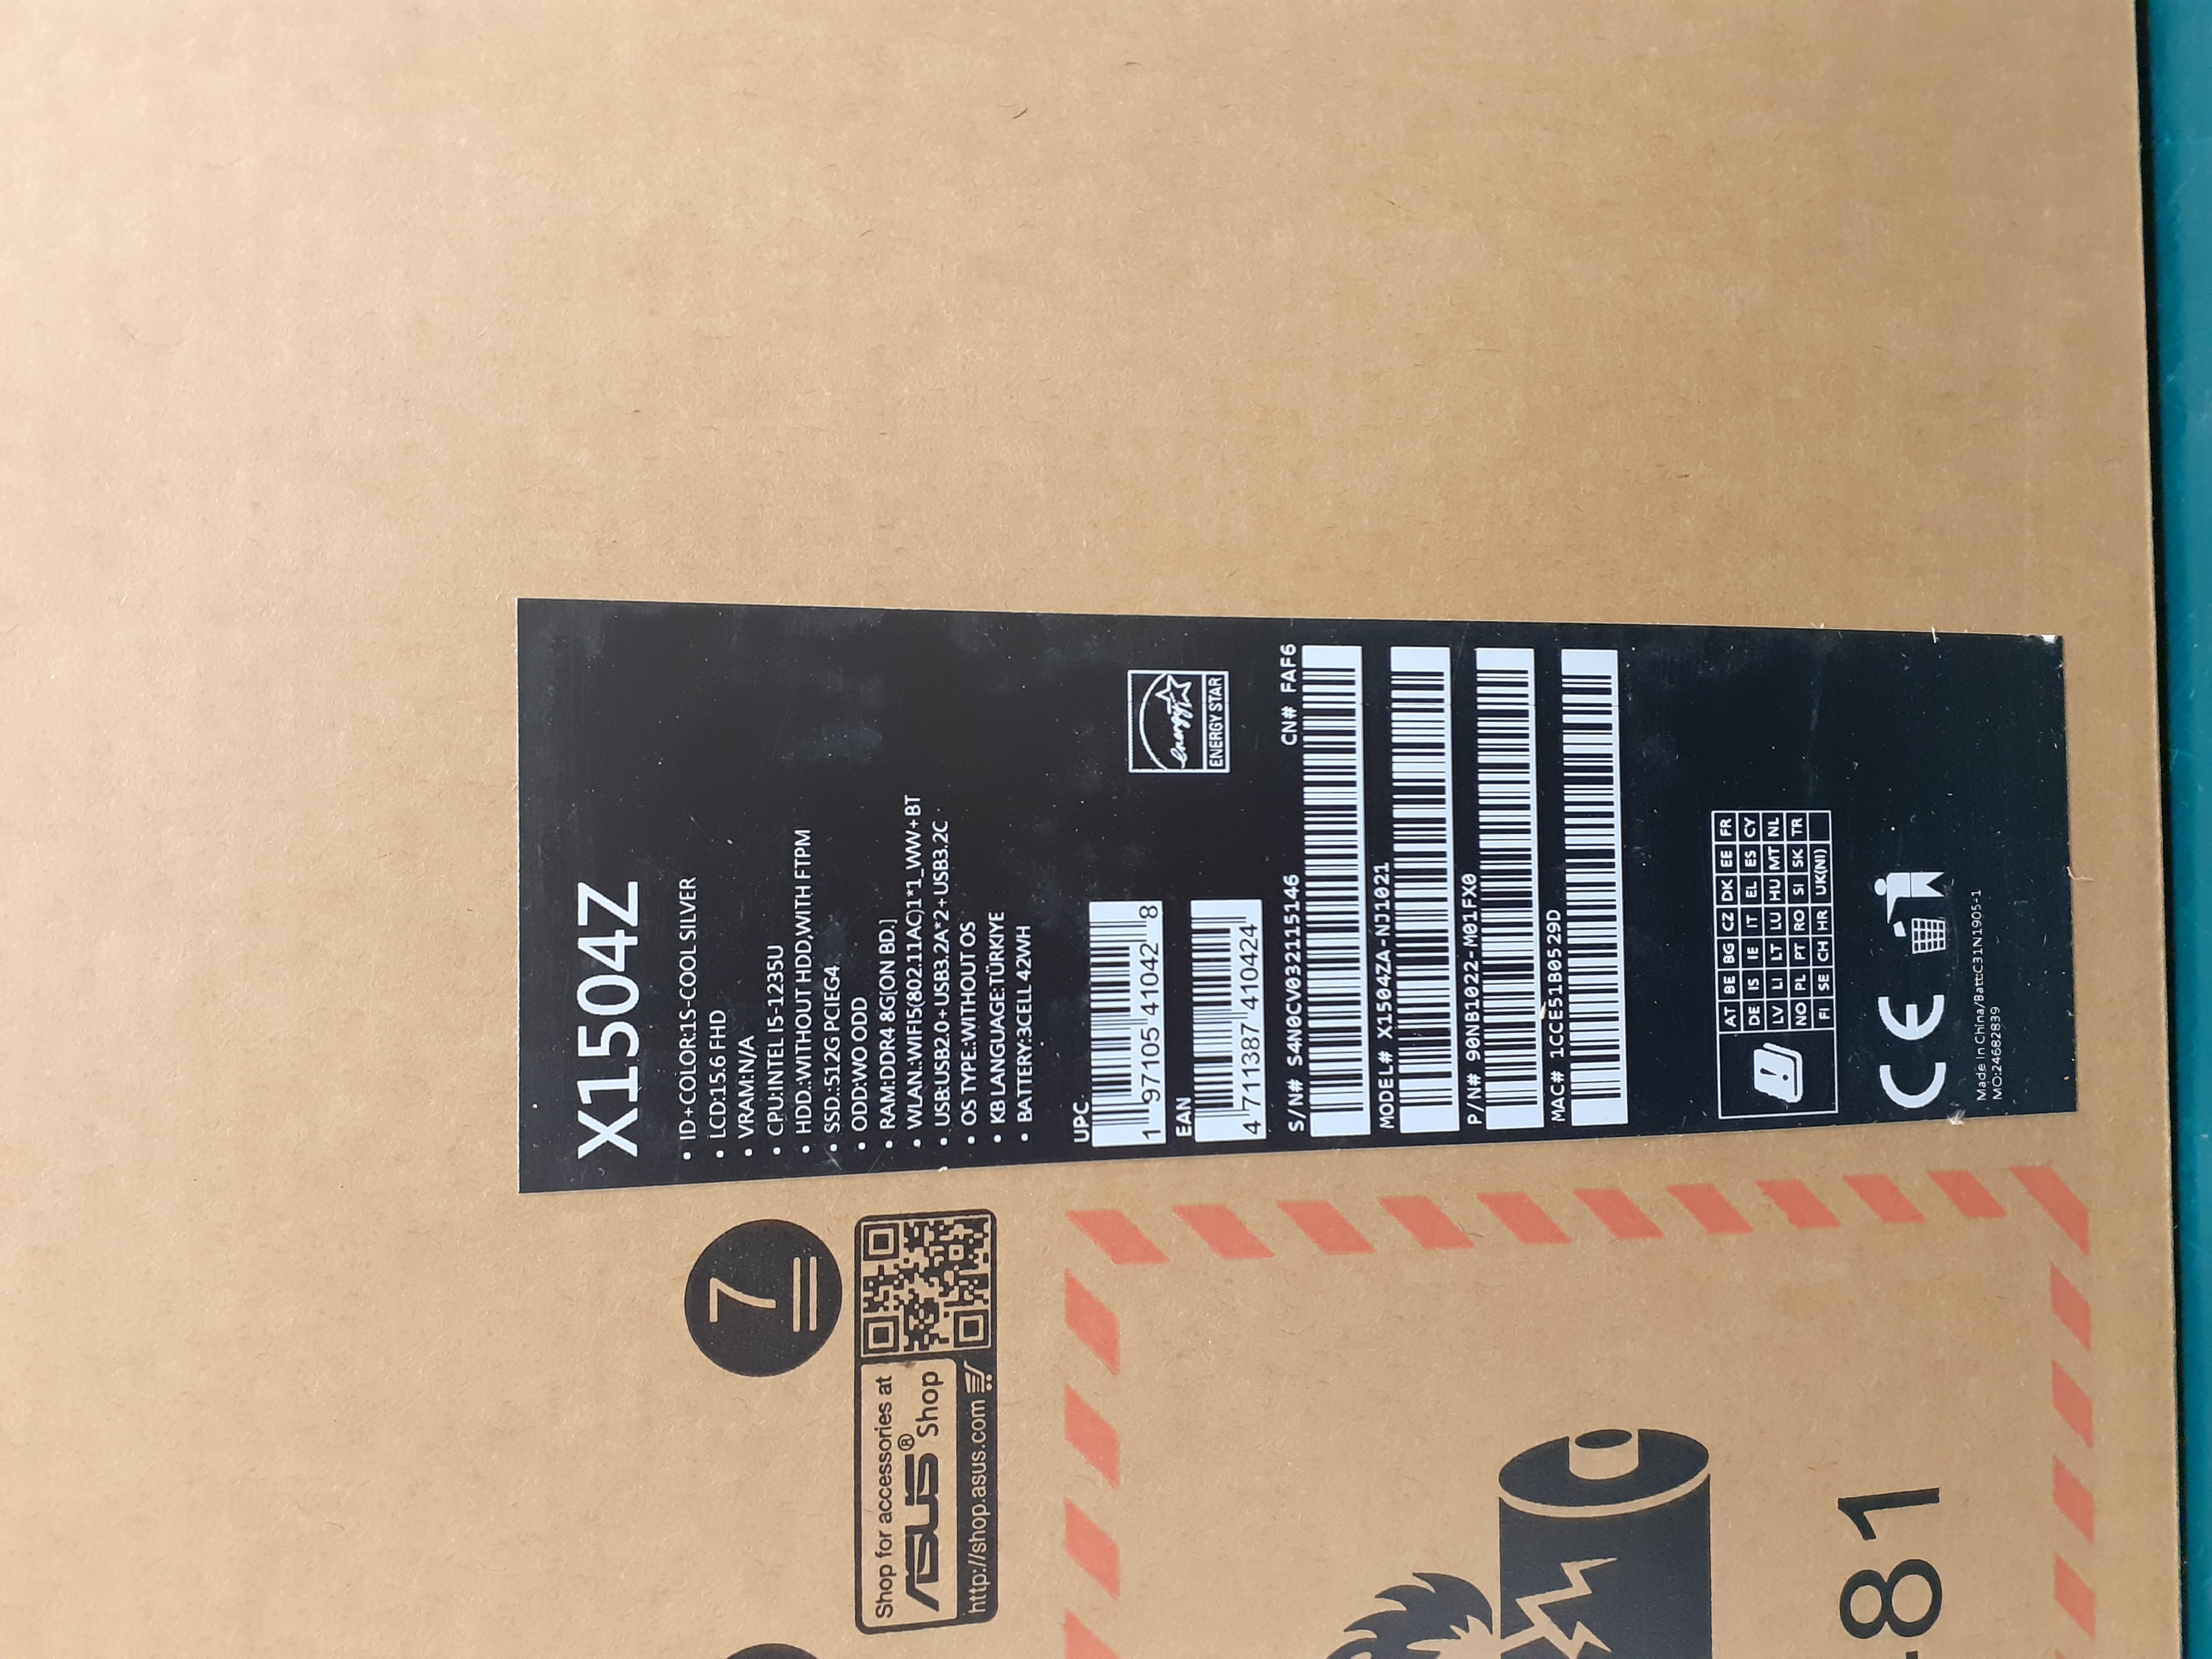 X1504Z
• ID+COLOR:1S-COOL SILVER
• LCD:15.6 FHD
• VRAM:N/A
• CPU:INTEL I5-1235U
• HDD.:WITHOUT HDD,WITH FTPM
• SSD.:512G PCIEG4
• ODD:WO ODD
• RAM:DDR4 8G[ON BD.]
• WLAN.:WIFI5(802.11AC)1*1_WW+BT
• USB:USB2.0+USB3.2A*2+USB3.2C
• OS TYPE.:WITHOUT OS
• KB LANGUAGE:TÜRKIYE
• BATTERY:3CELL 42WH
UPC
1 97105 41042 8
EAN
4 711387 410424
energy
ENERGY STAR
CN# FAF6
S/N# S4N0CV032115146
MODEL# X1504ZA-NJ1021
P/N# 90NB1022-M01FX0
MAC# 1CCE51B0529D
AT BE BG CZ DK EE FR
DE IS IE IT EL ES CY
LV LI LT LU HU MT NL
NO PL PT RO SI SK TR
FI SE CH HR UK(NI)
CE
Made In China/Batt:C31N1905-1
MO:24682839
7
Shop for accessories at
ASUS® Shop
http://shop.asus.com
81